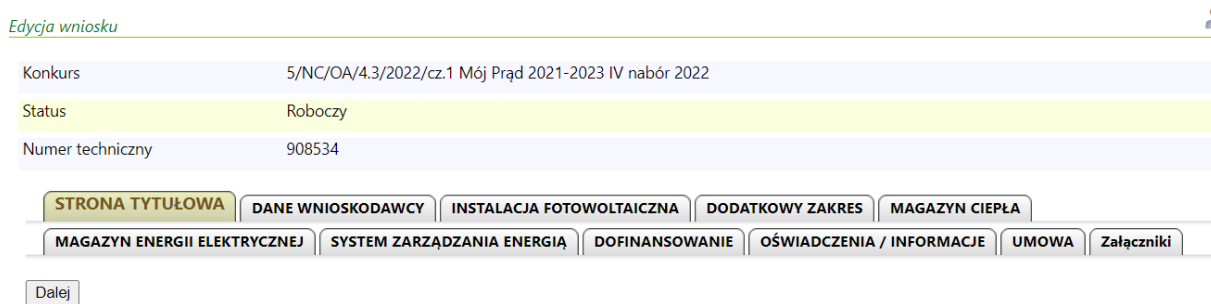 Edycja wniosku
Konkurs 5/NC/OA/4.3/2022/cz.1 Mój Prąd 2021-2023 IV nabór 2022
Status Roboczy
Numer techniczny 908534
STRONA TYTUŁOWA DANE WNIOSKODAWCY INSTALACJA FOTOWOLTAICZNA DODATKOWY ZAKRES MAGAZYN CIEPŁA
MAGAZYN ENERGII ELEKTRYCZNEJ SYSTEM ZARZĄDZANIA ENERGIĄ DOFINANSOWANIE OŚWIADCZENIA / INFORMACJE UMOWA Załączniki
Dalej